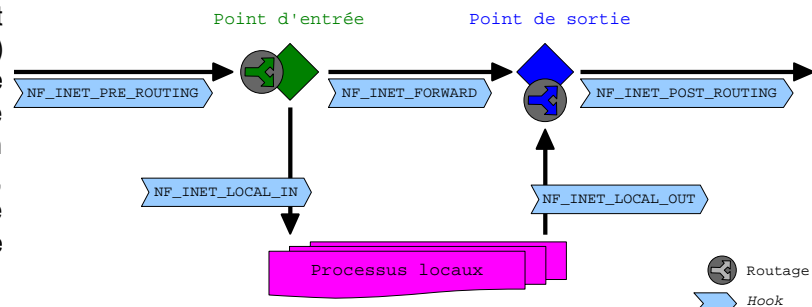 Point d'entrée
Point de sortie
NF_INET_PRE_ROUTING
NF_INET_FORWARD
NF_INET_POST_ROUTING
NF_INET_LOCAL_IN
NF_INET_LOCAL_OUT
Processus locaux
Routage
Hook